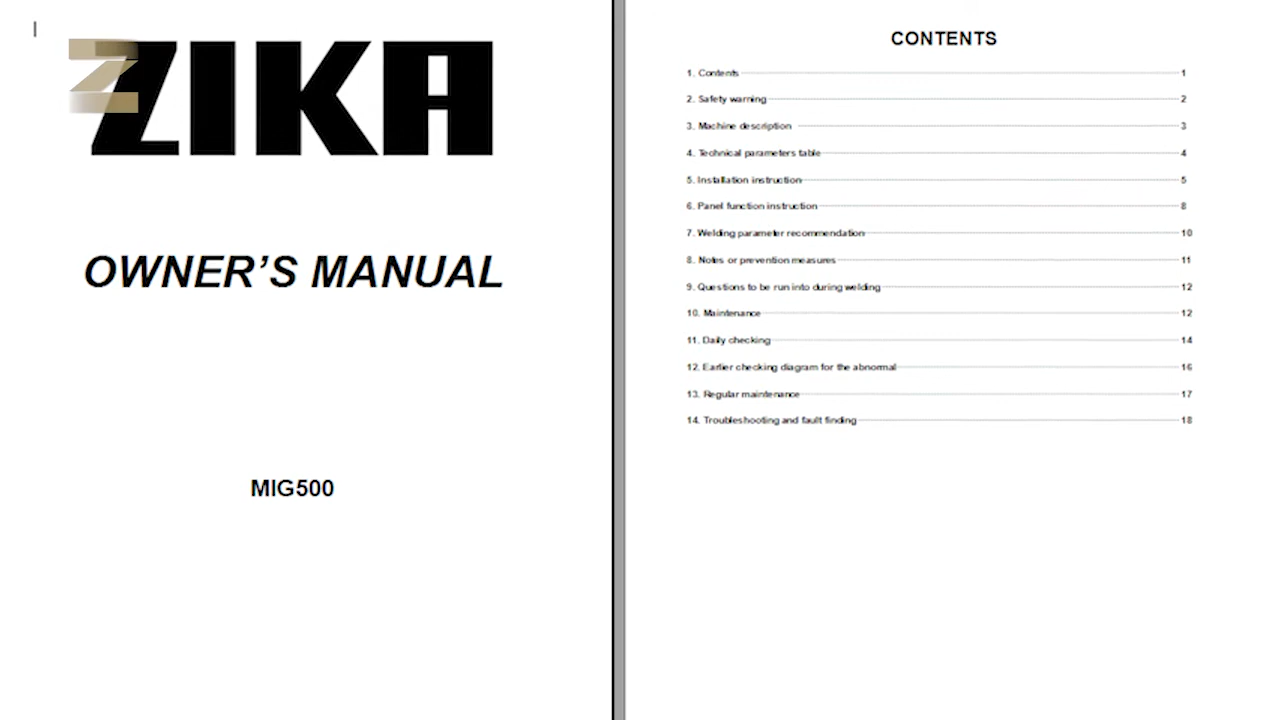 ZIKA
OWNER'S MANUAL
MIG500
CONTENTS
1. Contents 1
2. Safety warning 2
3. Machine description 3
4. Technical parameters table 4
5. Installation instruction 5
6. Panel function instruction 8
7. Welding parameter recommendation 10
8. Notes or prevention measures 11
9. Questions to be run into during welding 12
10. Maintenance 12
11. Daily checking 14
12. Earlier checking diagram for the abnormal 16
13. Regular maintenance 17
14. Troubleshooting and fault finding 18